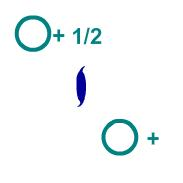 + 1/2
+